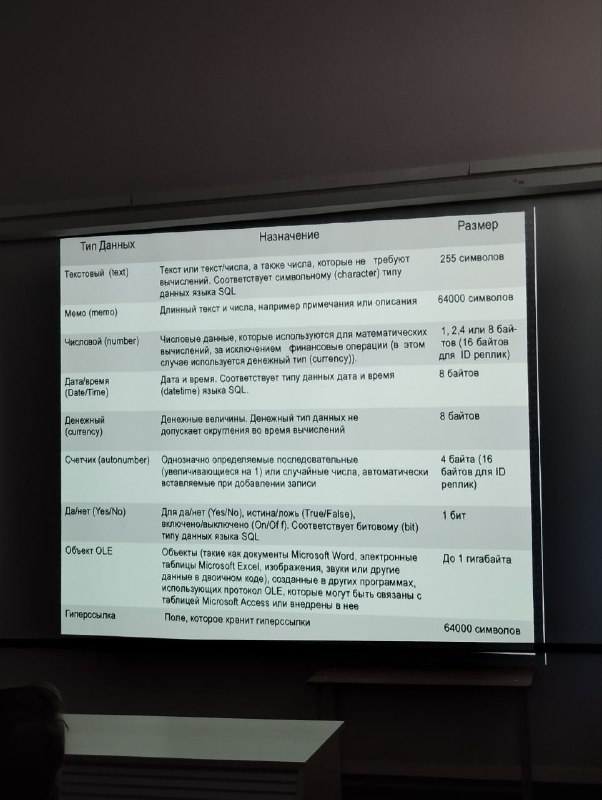 Тип Данных Назначение Размер
Текстовый (text) Текст или текст/числа, а также числа, которые не требуют 255 символов
вычислений. Соответствует символьному (character) типу
данных языка SQL
Мемо (memo) Длинный текст и числа, например примечания или описания 64000 символов
Числовой (number) Числовые данные, которые используются для математических 1, 2,4 или 8 бай-
вычислений, за исключением финансовые операции (в этом тов (16 байтов
случае используется денежный тип (currency)). для ID реплик)
Дата/время Дата и время. Соответствует типу данных дата и время 8 байтов
(Date/Time) (datetime) языка SQL.
Денежный Денежные величины. Денежный тип данных не 8 байтов
(currency) допускает округления во время вычислений
Счетчик (autonumber) Однозначно определяемые последовательные 4 байта (16
(увеличивающиеся на 1) или случайные числа, автоматически байтов для ID
вставляемые при добавлении записи реплик)
Да/нет (Yes/No) Для да/нет (Yes/No), истина/ложь (True/False), 1 бит
включено/выключено (On/Of f). Соответствует битовому (bit)
типу данных языка SQL
Объект OLE Объекты (такие как документы Microsoft Word, электронные До 1 гигабайта
таблицы Microsoft Excel, изображения, звуки или другие
данные в двоичном коде), созданные в других программах,
использующих протокол OLE, которые могут быть связаны с
таблицей Microsoft Access или внедрены в нее
Гиперссылка Поле, которое хранит гиперссылки 64000 символов